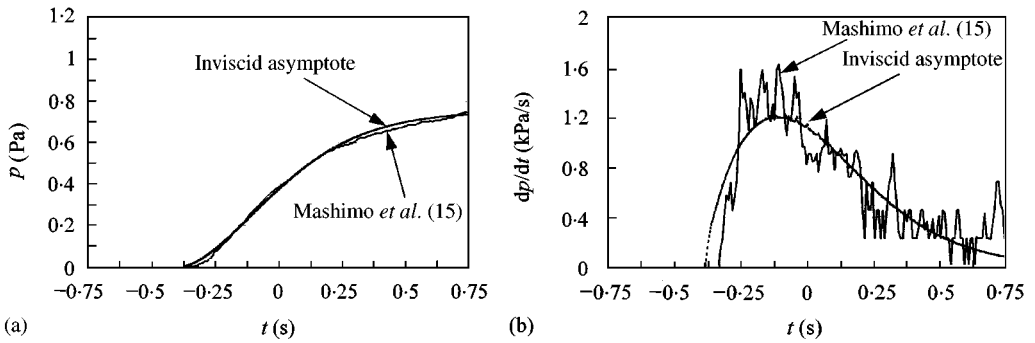 1·2
1
0·8
0·6
0·4
0·2
0
p (Pa)
Inviscid asymptote
Mashimo et al. (15)
−0·75 −0·5 −0·25 0 0·25 0·5 0·75
t (s)
(a)
2
1·6
1·2
0·8
0·4
0
dp/dt (kPa/s)
Mashimo et al. (15)
Inviscid asymptote
−0·75 −0·5 −0·25 0 0·25 0·5 0·75
t (s)
(b)